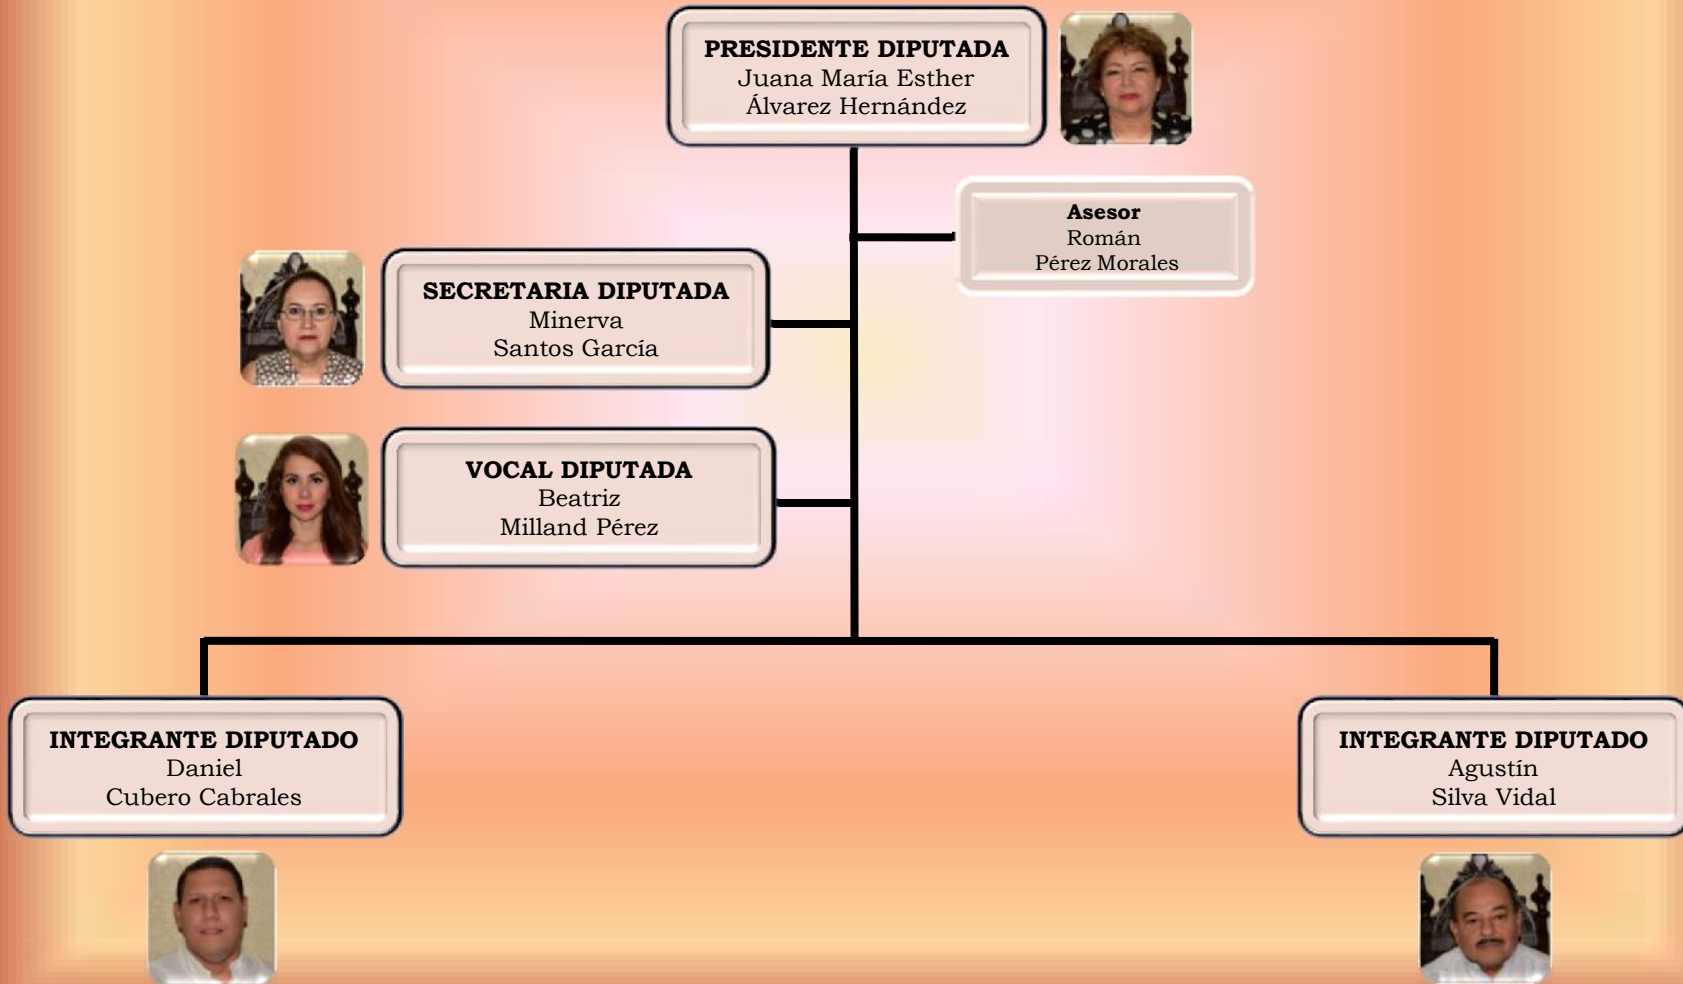 PRESIDENTE DIPUTADA
Juana María Esther
Álvarez Hernández
Asesor
Román
Pérez Morales
SECRETARIA DIPUTADA
Minerva
Santos García
VOCAL DIPUTADA
Beatriz
Milland Pérez
INTEGRANTE DIPUTADO
Daniel
Cubero Cabrales
INTEGRANTE DIPUTADO
Agustín
Silva Vidal